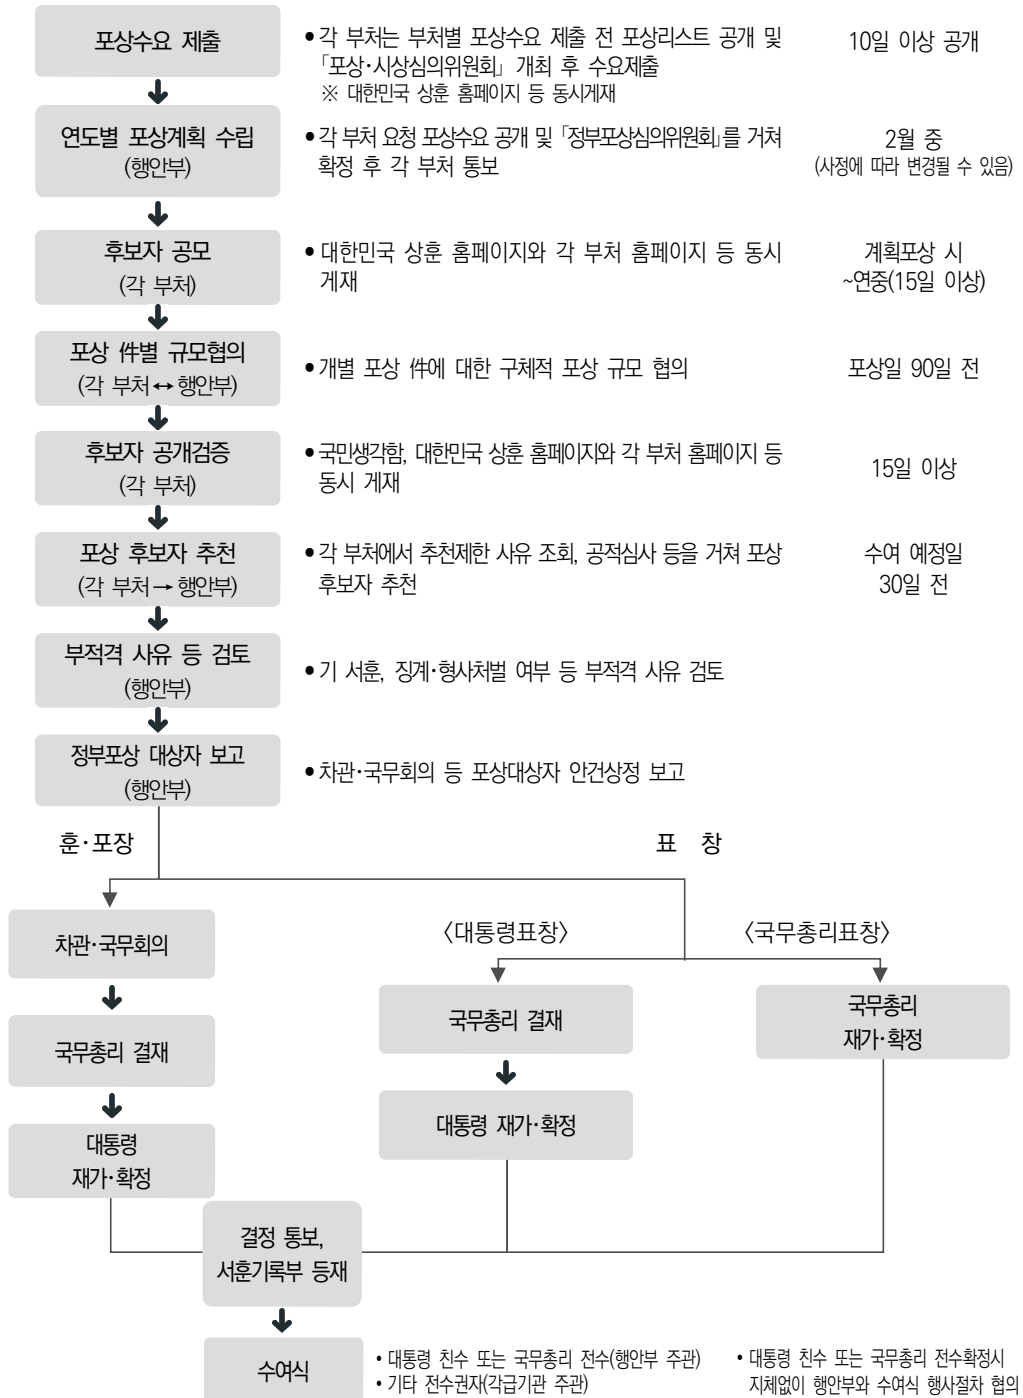 포상수요 제출
• 각 부처는 부처별 포상수요 제출 전 포상리스트 공개 및
「포상·시상심의위원회」 개최 후 수요제출
※ 대한민국 상훈 홈페이지 등 동시게재
10일 이상 공개
연도별 포상계획 수립
(행안부)
• 각 부처 요청 포상수요 공개 및 「정부포상심의위원회」를 거쳐
확정 후 각 부처 통보
2월 중
(사정에 따라 변경될 수 있음)
후보자 공모
(각 부처)
• 대한민국 상훈 홈페이지와 각 부처 홈페이지 등 동시
게재
계획포상 시
~연중(15일 이상)
포상 件별 규모협의
(각 부처↔행안부)
• 개별 포상 件에 대한 구체적 포상 규모 협의
포상일 90일 전
후보자 공개검증
(각 부처)
• 국민생각함, 대한민국 상훈 홈페이지와 각 부처 홈페이지 등
동시 게재
15일 이상
포상 후보자 추천
(각 부처→행안부)
• 각 부처에서 추천제한 사유 조회, 공적심사 등을 거쳐 포상
후보자 추천
수여 예정일
30일 전
부적격 사유 등 검토
(행안부)
• 기 서훈, 징계·형사처벌 여부 등 부적격 사유 검토
정부포상 대상자 보고
(행안부)
• 차관·국무회의 등 포상대상자 안건상정 보고
훈·포장
표 창
차관·국무회의
국무총리 결재
대통령
재가·확정
〈대통령표창〉
국무총리 결재
대통령 재가·확정
〈국무총리표창〉
국무총리
재가·확정
결정 통보,
서훈기록부 등재
수여식
• 대통령 친수 또는 국무총리 전수(행안부 주관)
• 기타 전수권자(각급기관 주관)
• 대통령 친수 또는 국무총리 전수확정시
지체없이 행안부와 수여식 행사절차 협의